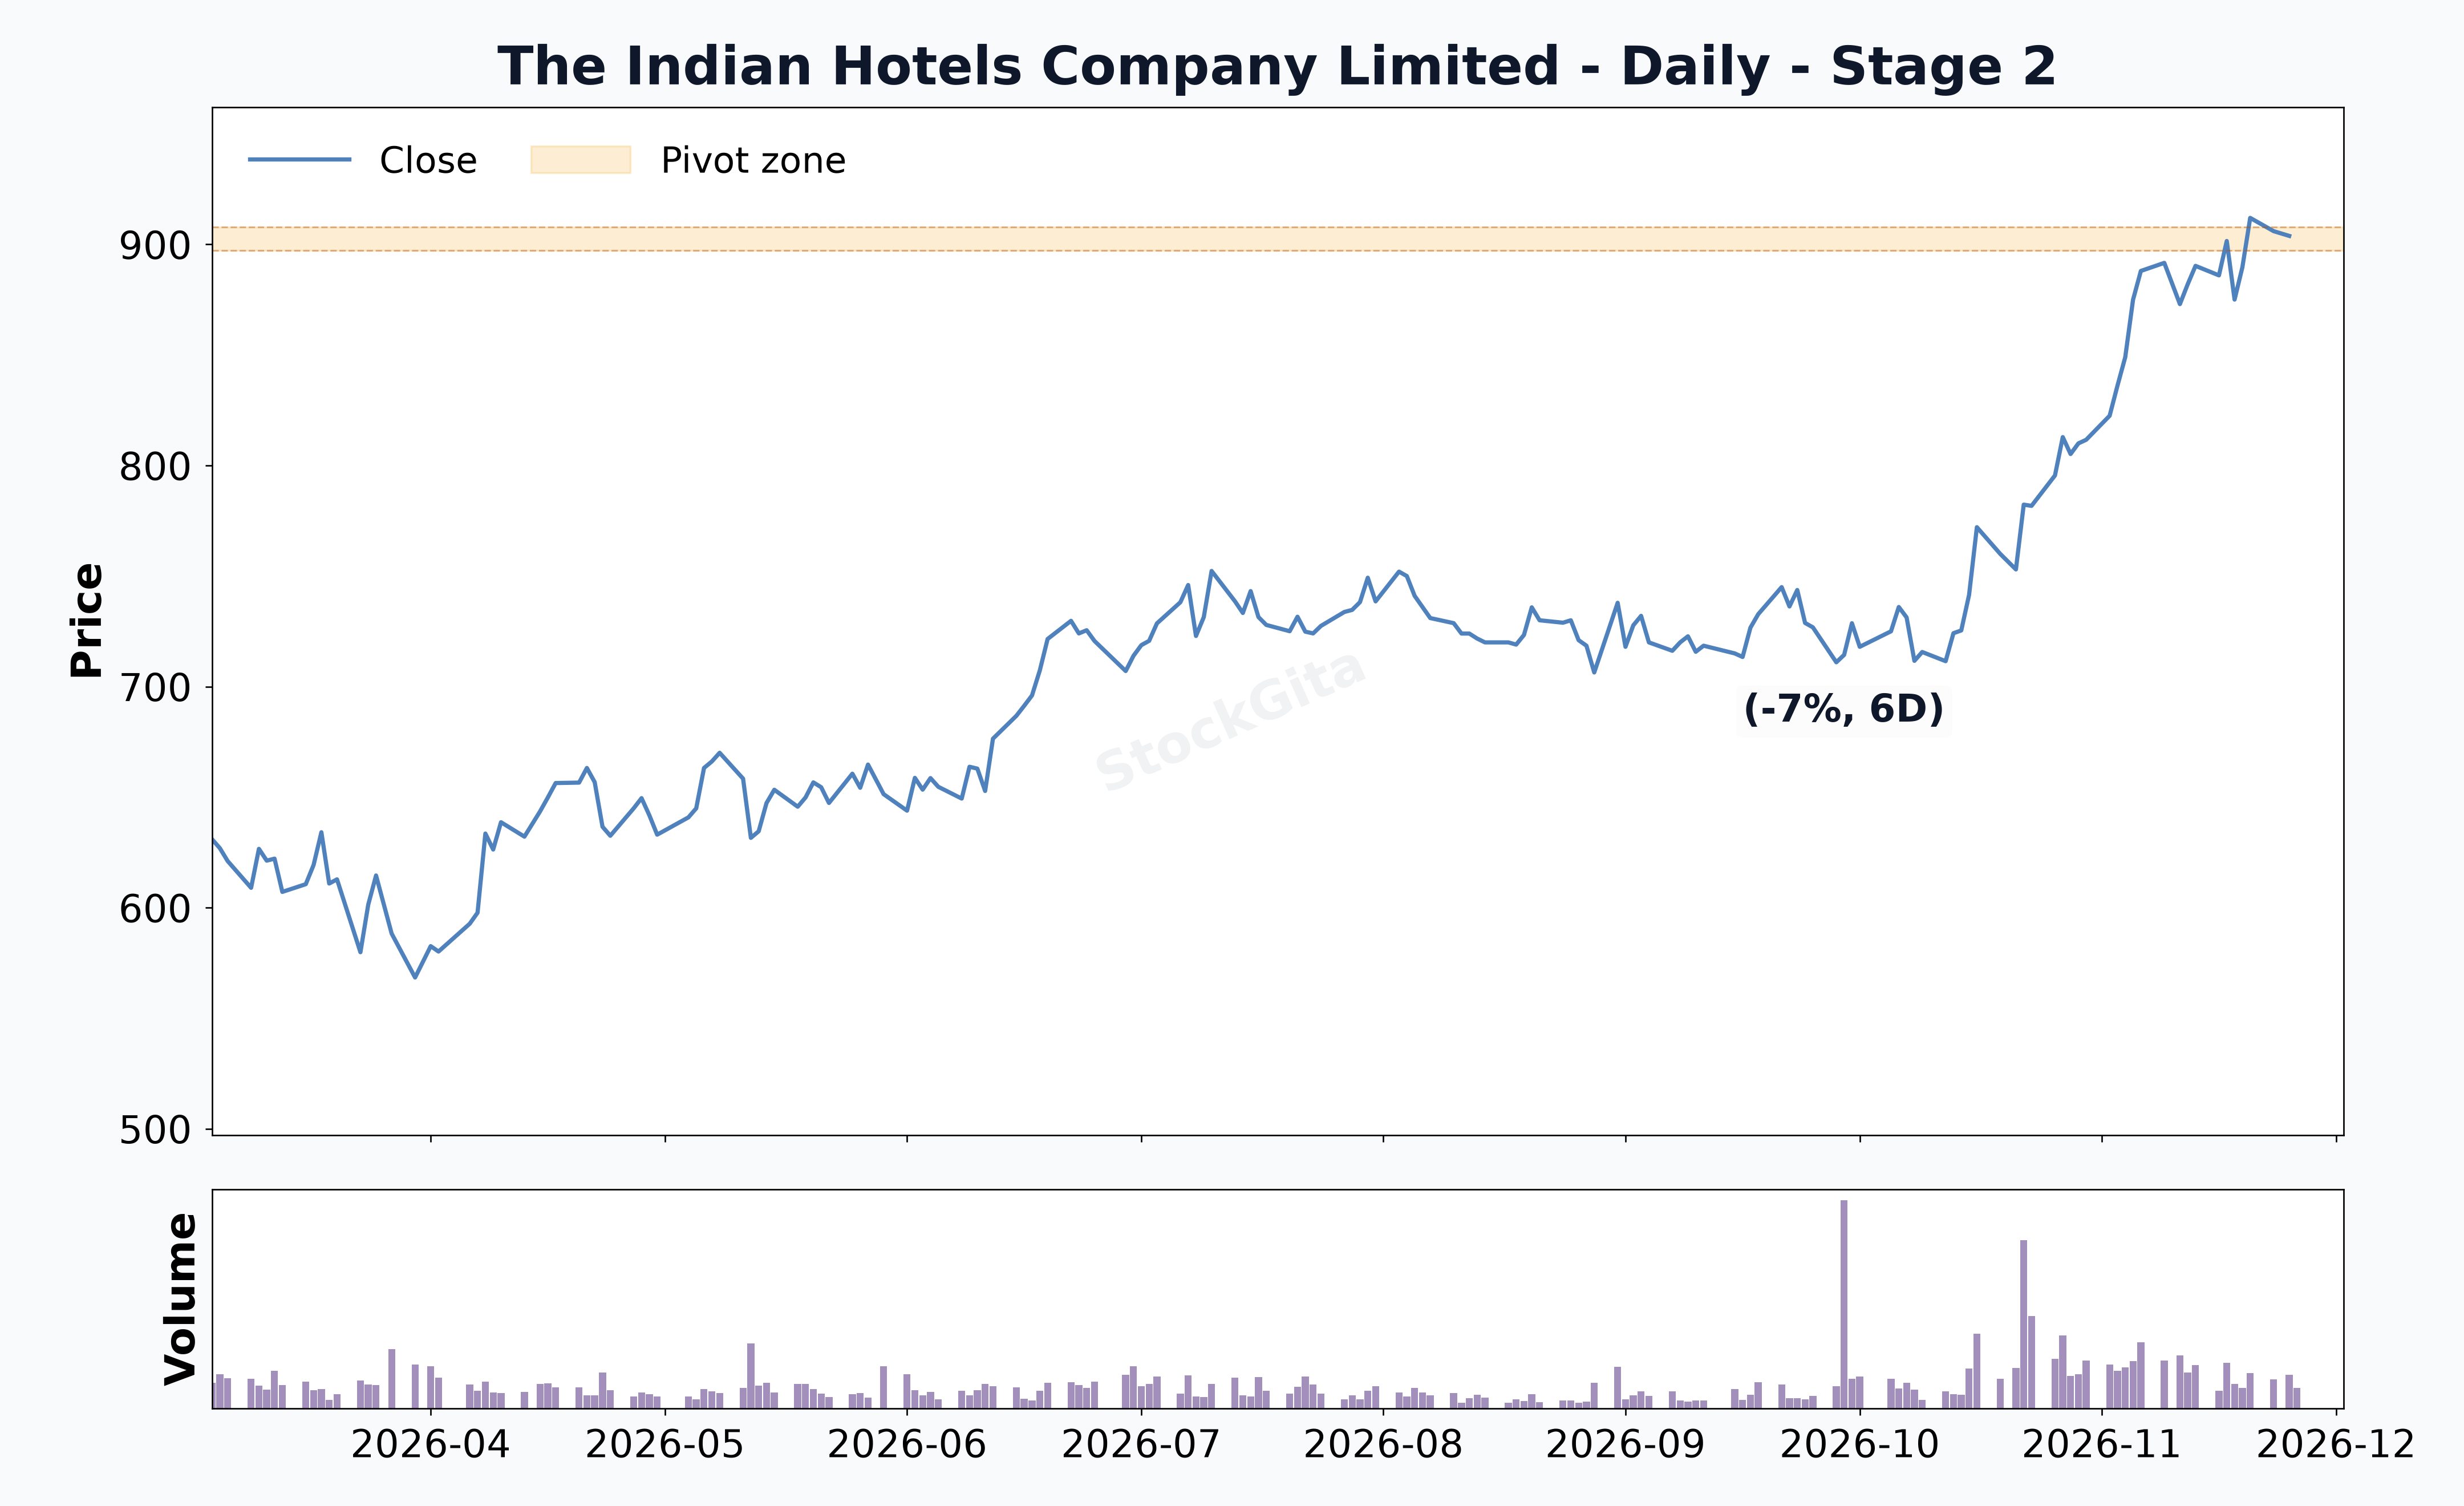 The Indian Hotels Company Limited - Daily - Stage 2
Close
Pivot zone
Price
900
800
700
600
500
StockGita
(-7%, 6D)
Volume
2026-04
2026-05
2026-06
2026-07
2026-08
2026-09
2026-10
2026-11
2026-12